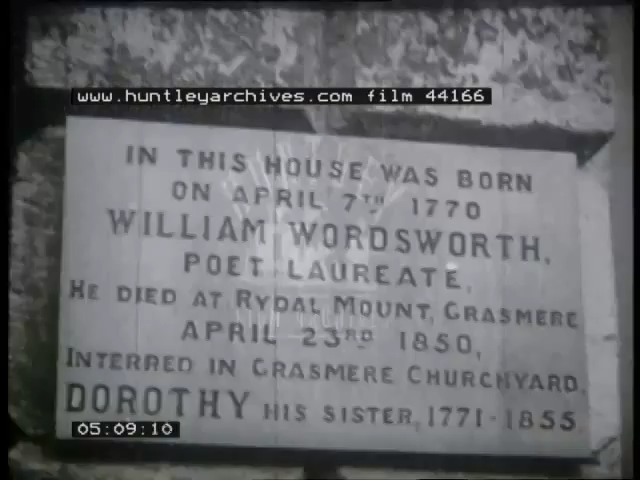 www.huntleyarchives.com film 44166
IN THIS HOUSE WAS BORN
ON APRIL 7TH 1770
WILLIAM WORDSWORTH,
POET LAUREATE,
HE DIED AT RYDAL MOUNT, GRASMERE
APRIL 23RD 1850,
INTERRED IN GRASMERE CHURCHYARD,
DOROTHY HIS SISTER, 1771-1855
05:09:10